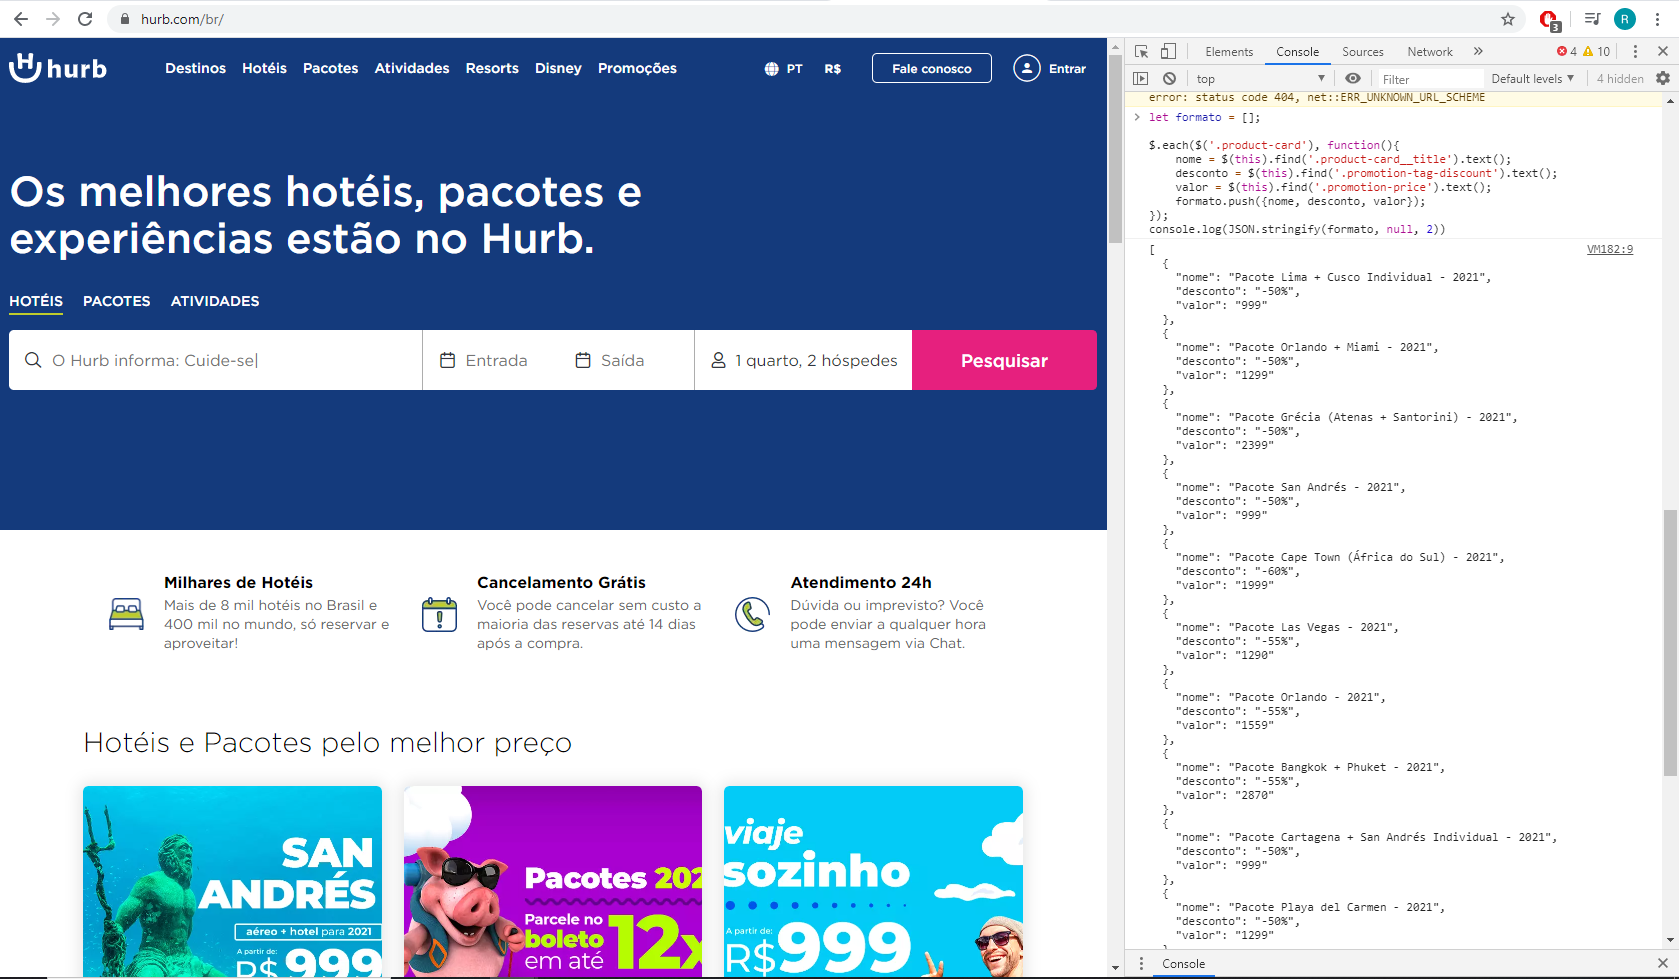 hurb.com/br/
3
R
hurb
Destinos Hotéis Pacotes Atividades Resorts Disney Promoções
PT R$ Fale conosco Entrar
Os melhores hotéis, pacotes e
experiências estão no Hurb.
HOTÉIS PACOTES ATIVIDADES
O Hurb informa: Cuide-se|
Entrada Saída
1 quarto, 2 hóspedes
Pesquisar
Milhares de Hotéis
Mais de 8 mil hotéis no Brasil e
400 mil no mundo, só reservar e
aproveitar!
Cancelamento Grátis
Você pode cancelar sem custo a
maioria das reservas até 14 dias
após a compra.
Atendimento 24h
Dúvida ou imprevisto? Você
pode enviar a qualquer hora
uma mensagem via Chat.
Hotéis e Pacotes pelo melhor preço
SAN
ANDRÉS
aéreo + hotel para 2021
A partir de:
R$999
Pacotes 202
Parcele no
boleto
em até
12x
viaje
sozinho
A partir de:
R$999
Elements Console Sources Network » 4 10
top Filter Default levels 4 hidden
error: status code 404, net::ERR_UNKNOWN_URL_SCHEME
> let formato = [];
$.each($('.product-card'), function(){
nome = $(this).find('.product-card__title').text();
desconto = $(this).find('.promotion-tag-discount').text();
valor = $(this).find('.promotion-price').text();
formato.push({nome, desconto, valor});
});
console.log(JSON.stringify(formato, null, 2))
[ VM182:9
{
"nome": "Pacote Lima + Cusco Individual - 2021",
"desconto": "-50%",
"valor": "999"
},
{
"nome": "Pacote Orlando + Miami - 2021",
"desconto": "-50%",
"valor": "1299"
},
{
"nome": "Pacote Grécia (Atenas + Santorini) - 2021",
"desconto": "-50%",
"valor": "2399"
},
{
"nome": "Pacote San Andrés - 2021",
"desconto": "-50%",
"valor": "999"
},
{
"nome": "Pacote Cape Town (África do Sul) - 2021",
"desconto": "-60%",
"valor": "1999"
},
{
"nome": "Pacote Las Vegas - 2021",
"desconto": "-55%",
"valor": "1290"
},
{
"nome": "Pacote Orlando - 2021",
"desconto": "-55%",
"valor": "1559"
},
{
"nome": "Pacote Bangkok + Phuket - 2021",
"desconto": "-55%",
"valor": "2870"
},
{
"nome": "Pacote Cartagena + San Andrés Individual - 2021",
"desconto": "-50%",
"valor": "999"
},
{
"nome": "Pacote Playa del Carmen - 2021",
"desconto": "-50%",
"valor": "1299"
Console